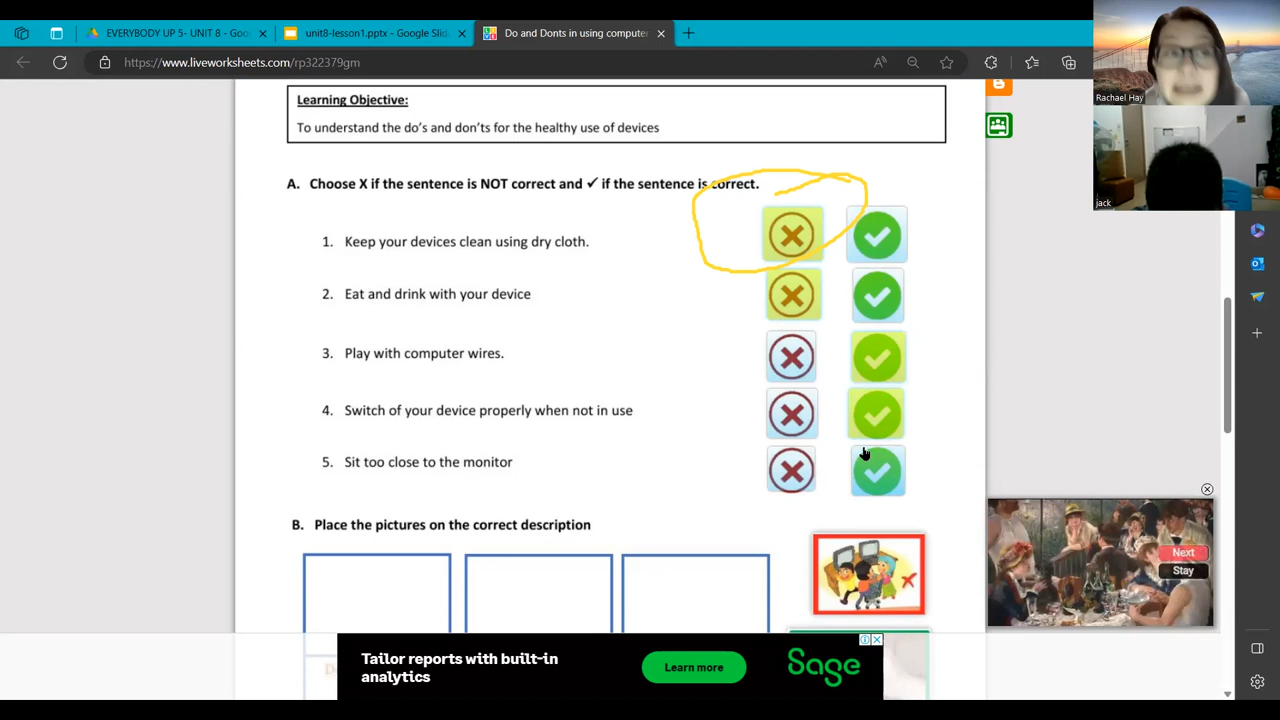 EVERYBODY UP 5- UNIT 8 - Goo
unit8-lesson1.pptx - Google Slid
Do and Donts in using computer
https://www.liveworksheets.com/rp322379gm
Rachael Hay
jack
Learning Objective:
To understand the do's and don'ts for the healthy use of devices
A. Choose X if the sentence is NOT correct and ✓ if the sentence is correct.
1. Keep your devices clean using dry cloth.
2. Eat and drink with your device
3. Play with computer wires.
4. Switch of your device properly when not in use
5. Sit too close to the monitor
B. Place the pictures on the correct description
Next
Stay
Tailor reports with built-in
analytics
Learn more
Sage